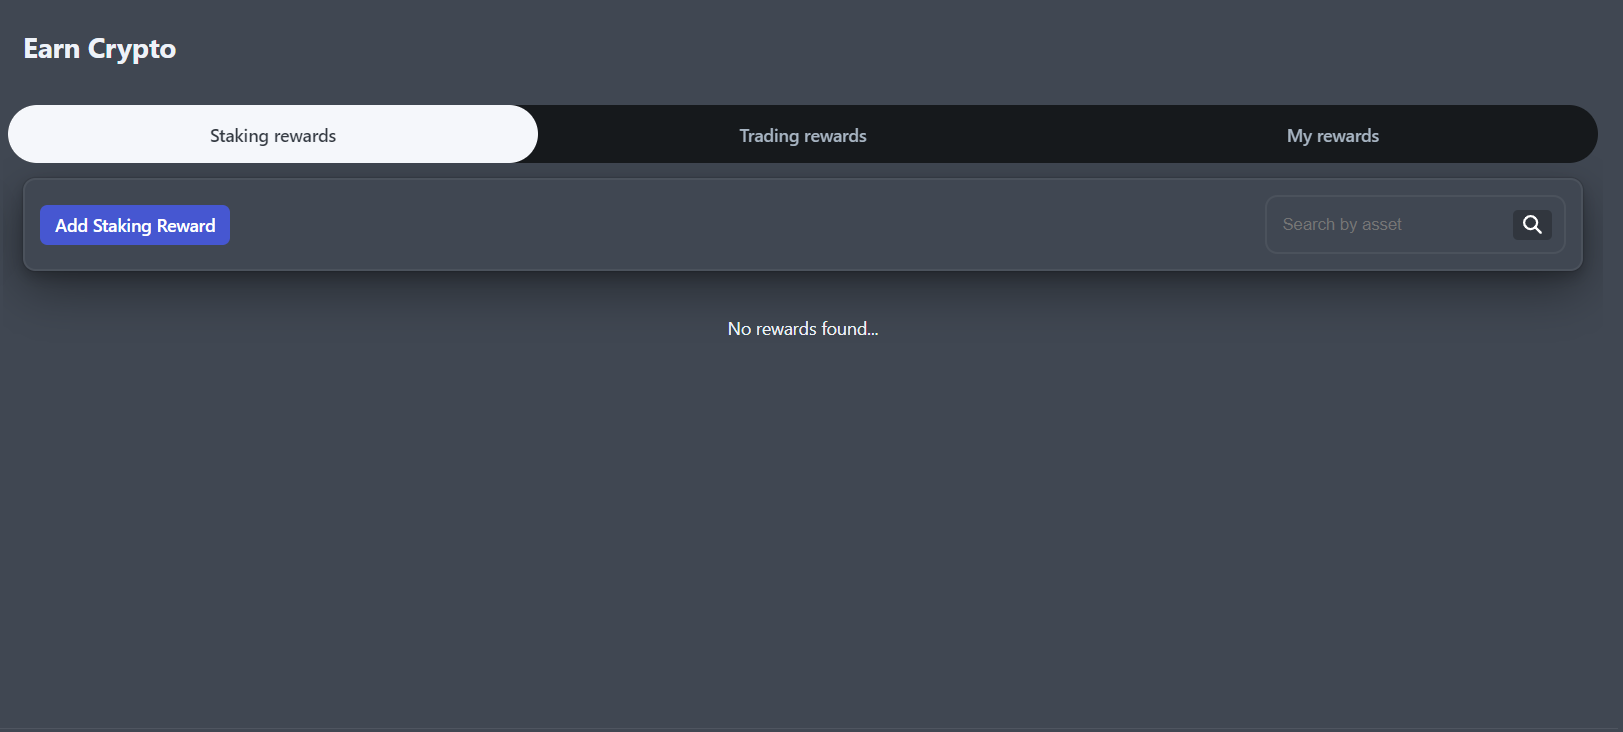 Earn Crypto
Staking rewards
Trading rewards
My rewards
Add Staking Reward
Search by asset
No rewards found...